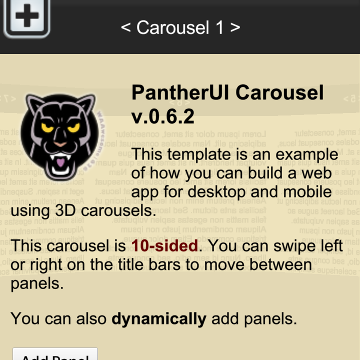 < Carousel 1 >
PantherUI Carousel
v.0.6.2
This template is an example
of how you can build a web
app for desktop and mobile
using 3D carousels.
This carousel is 10-sided. You can swipe left
or right on the title bars to move between
panels.
You can also dynamically add panels.
Add Panel